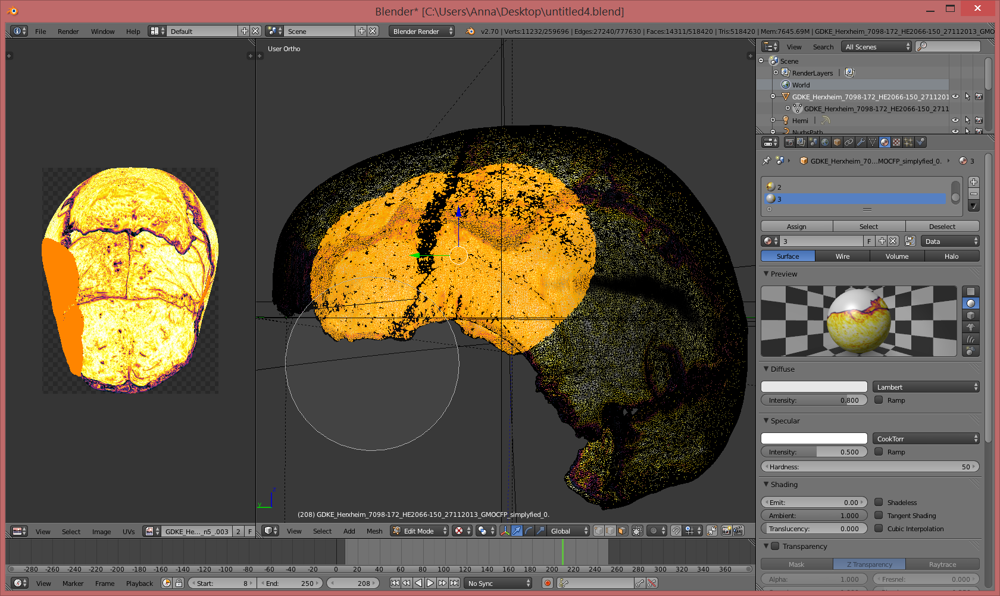 Blender* [C:\Users\Anna\Desktop\untitled4.blend]
File Render Window Help Default Scene Blender Render v2.70 | Verts:11232/259696 | Edges:27240/777630 | Faces:14311/518420 | Tris:518420 | Mem:7645.69M | GDKE_Herxheim_7098-172_HE2066-150_27112013_GMO
User Ortho
View Search All Scenes
Scene
RenderLayers
World
GDKE_Herxheim_7098-172_HE2066-150_2711201
GDKE_Herxheim_7098-172_HE2066-150_2711
Hemi
NurbsPath
GDKE_Herxheim_70...MOCFP_simplyfied_0. 3
2
3
Assign Select Deselect
3 F Data
Surface Wire Volume Halo
Preview
Diffuse
Lambert
Intensity: 0.800 Ramp
Specular
CookTorr
Intensity: 0.500 Ramp
Hardness: 50
Shading
Emit: 0.00 Shadeless
Ambient: 1.000 Tangent Shading
Translucency: 0.000 Cubic Interpolation
Transparency
Mask Z Transparency Raytrace
Alpha: 1.000 Fresnel: 0.000
z
y
(208) GDKE_Herxheim_7098-172_HE2066-150_27112013_GMOCFP_simplyfied_0.
View Select Image UVs GDKE_He..._n5_003 2 F
View Select Add Mesh Edit Mode Global
-280 -260 -240 -220 -200 -180 -160 -140 -120 -100 -80 -60 -40 -20 0 20 40 60 80 100 120 140 160 180 200 220 240 260 280 300 320 340 360
View Marker Frame Playback Start: 8 End: 250 208 No Sync